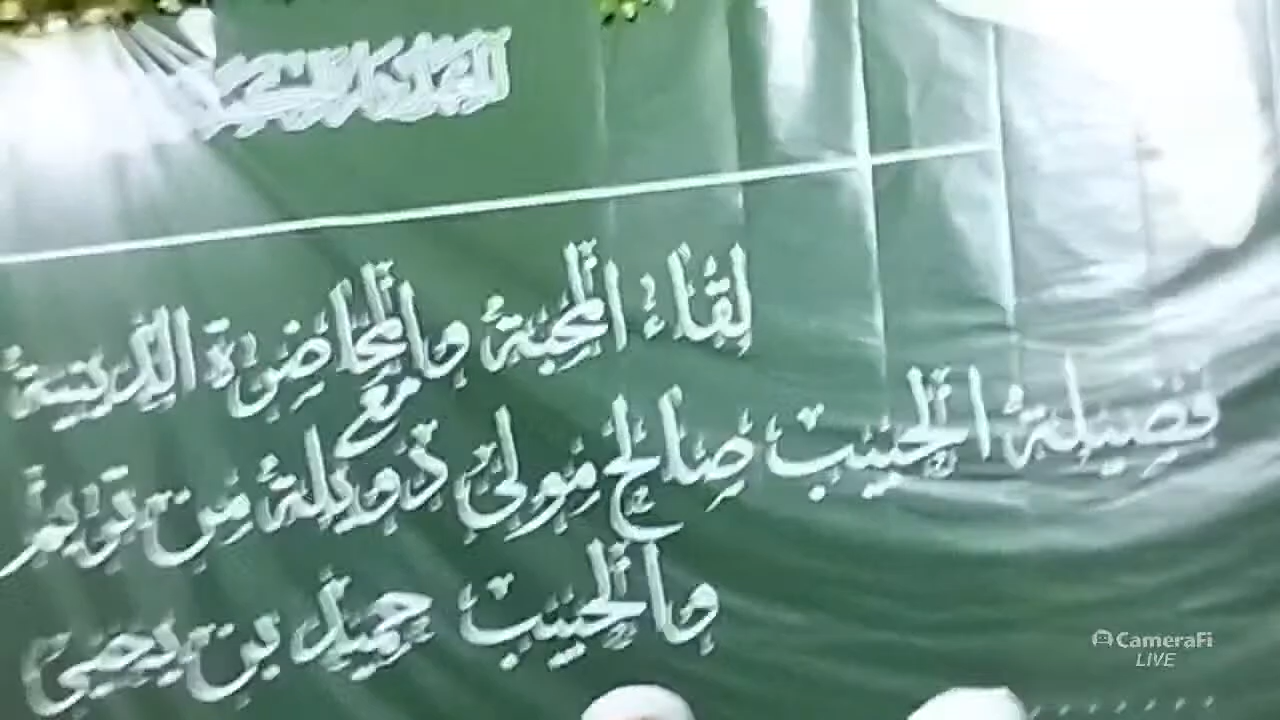 لقاء المحبة والمحاضرة الدينية
مع
فضيلة الحبيب صالح مولى دويلة من تريم
والحبيب حميد بن يحيى
CameraFi
LIVE